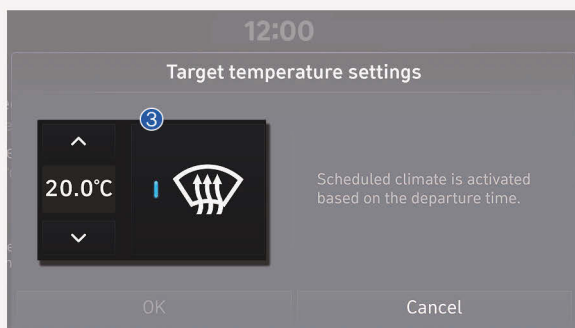 12:00
Target temperature settings
3
20.0°C
Scheduled climate is activated
based on the departure time.
OK
Cancel